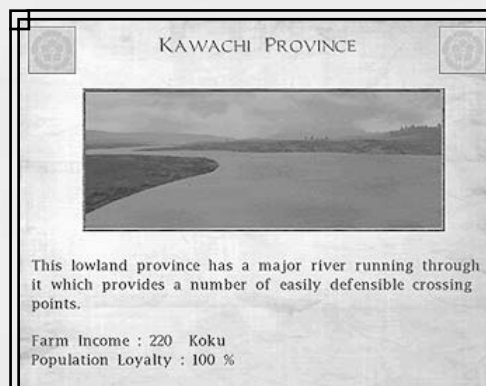 Kawachi Province
This lowland province has a major river running through
it which provides a number of easily defensible crossing
points.
Farm Income : 220 Koku
Population Loyalty : 100 %